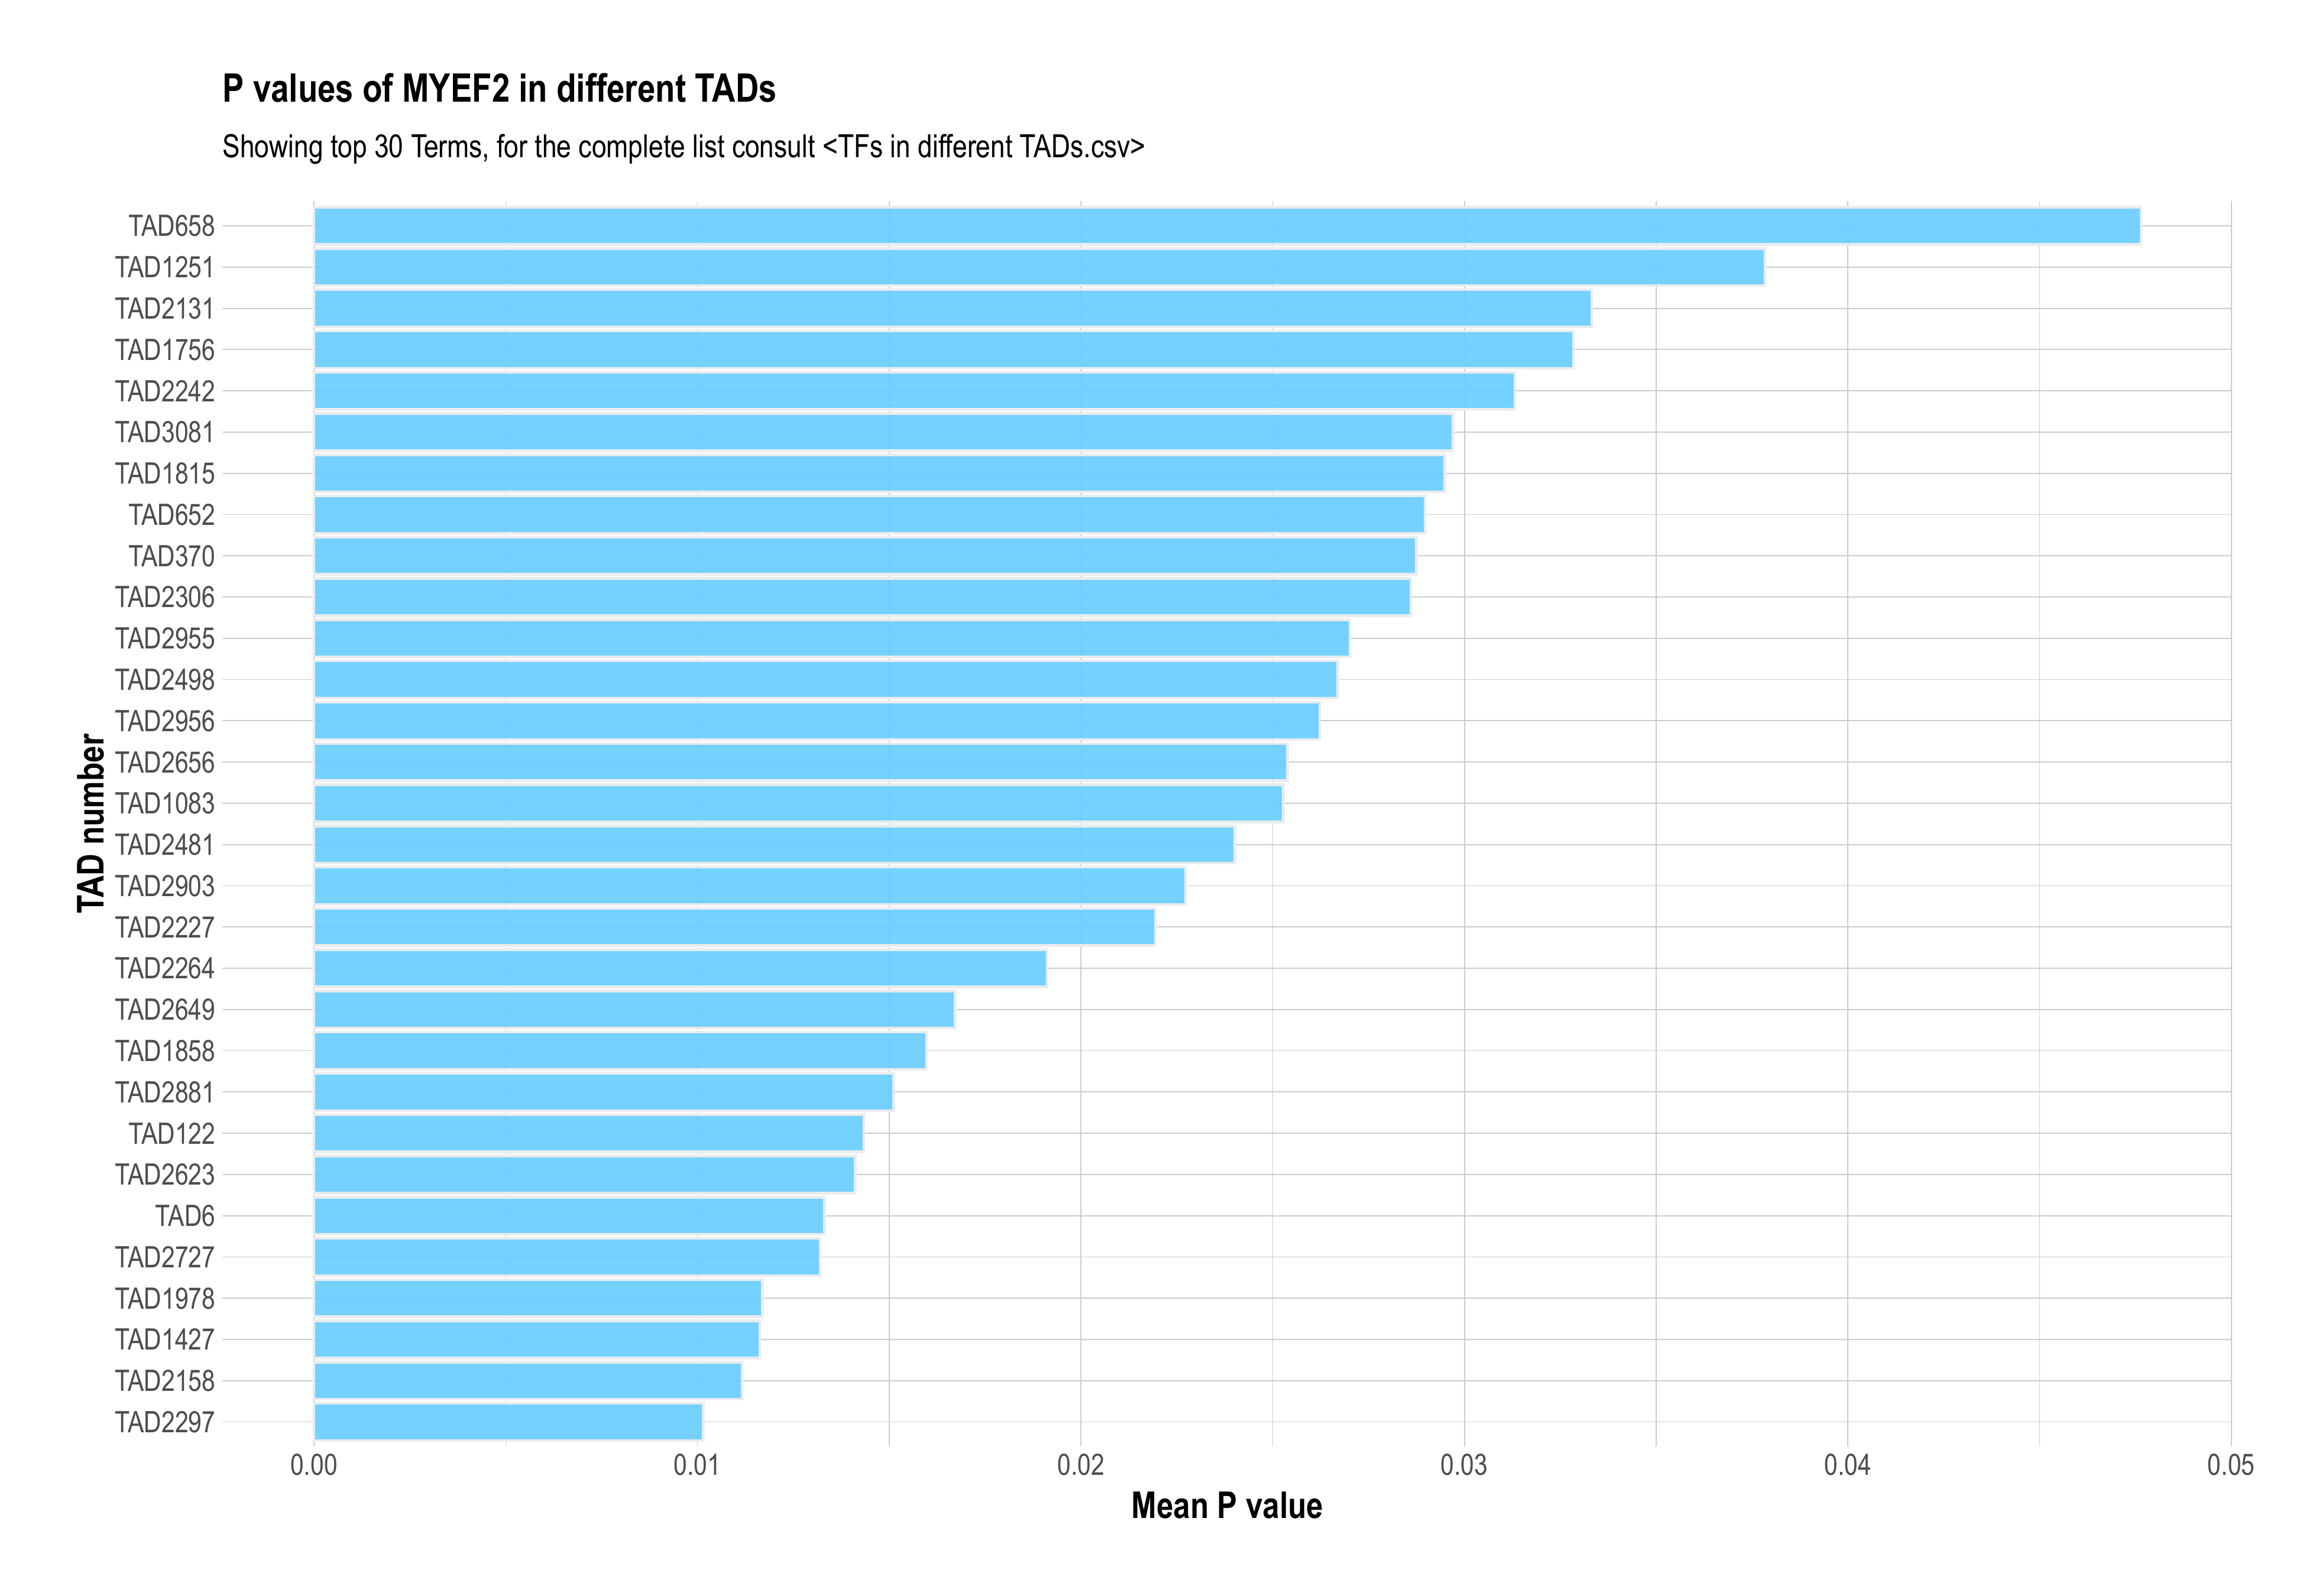 P values of MYEF2 in different TADs
Showing top 30 Terms, for the complete list consult <TFs in different TADs.csv>
TAD number
TAD658
TAD1251
TAD2131
TAD1756
TAD2242
TAD3081
TAD1815
TAD652
TAD370
TAD2306
TAD2955
TAD2498
TAD2956
TAD2656
TAD1083
TAD2481
TAD2903
TAD2227
TAD2264
TAD2649
TAD1858
TAD2881
TAD122
TAD2623
TAD6
TAD2727
TAD1978
TAD1427
TAD2158
TAD2297
0.00 0.01 0.02 0.03 0.04 0.05
Mean P value